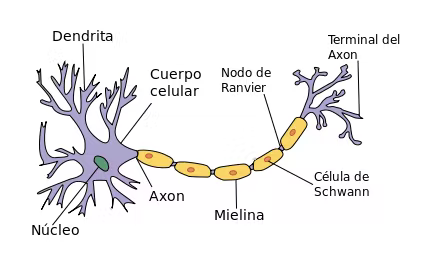 Dendrita
Cuerpo
celular
Nodo de
Ranvier
Terminal del
Axon
Axon
Mielina
Célula de
Schwann
Núcleo